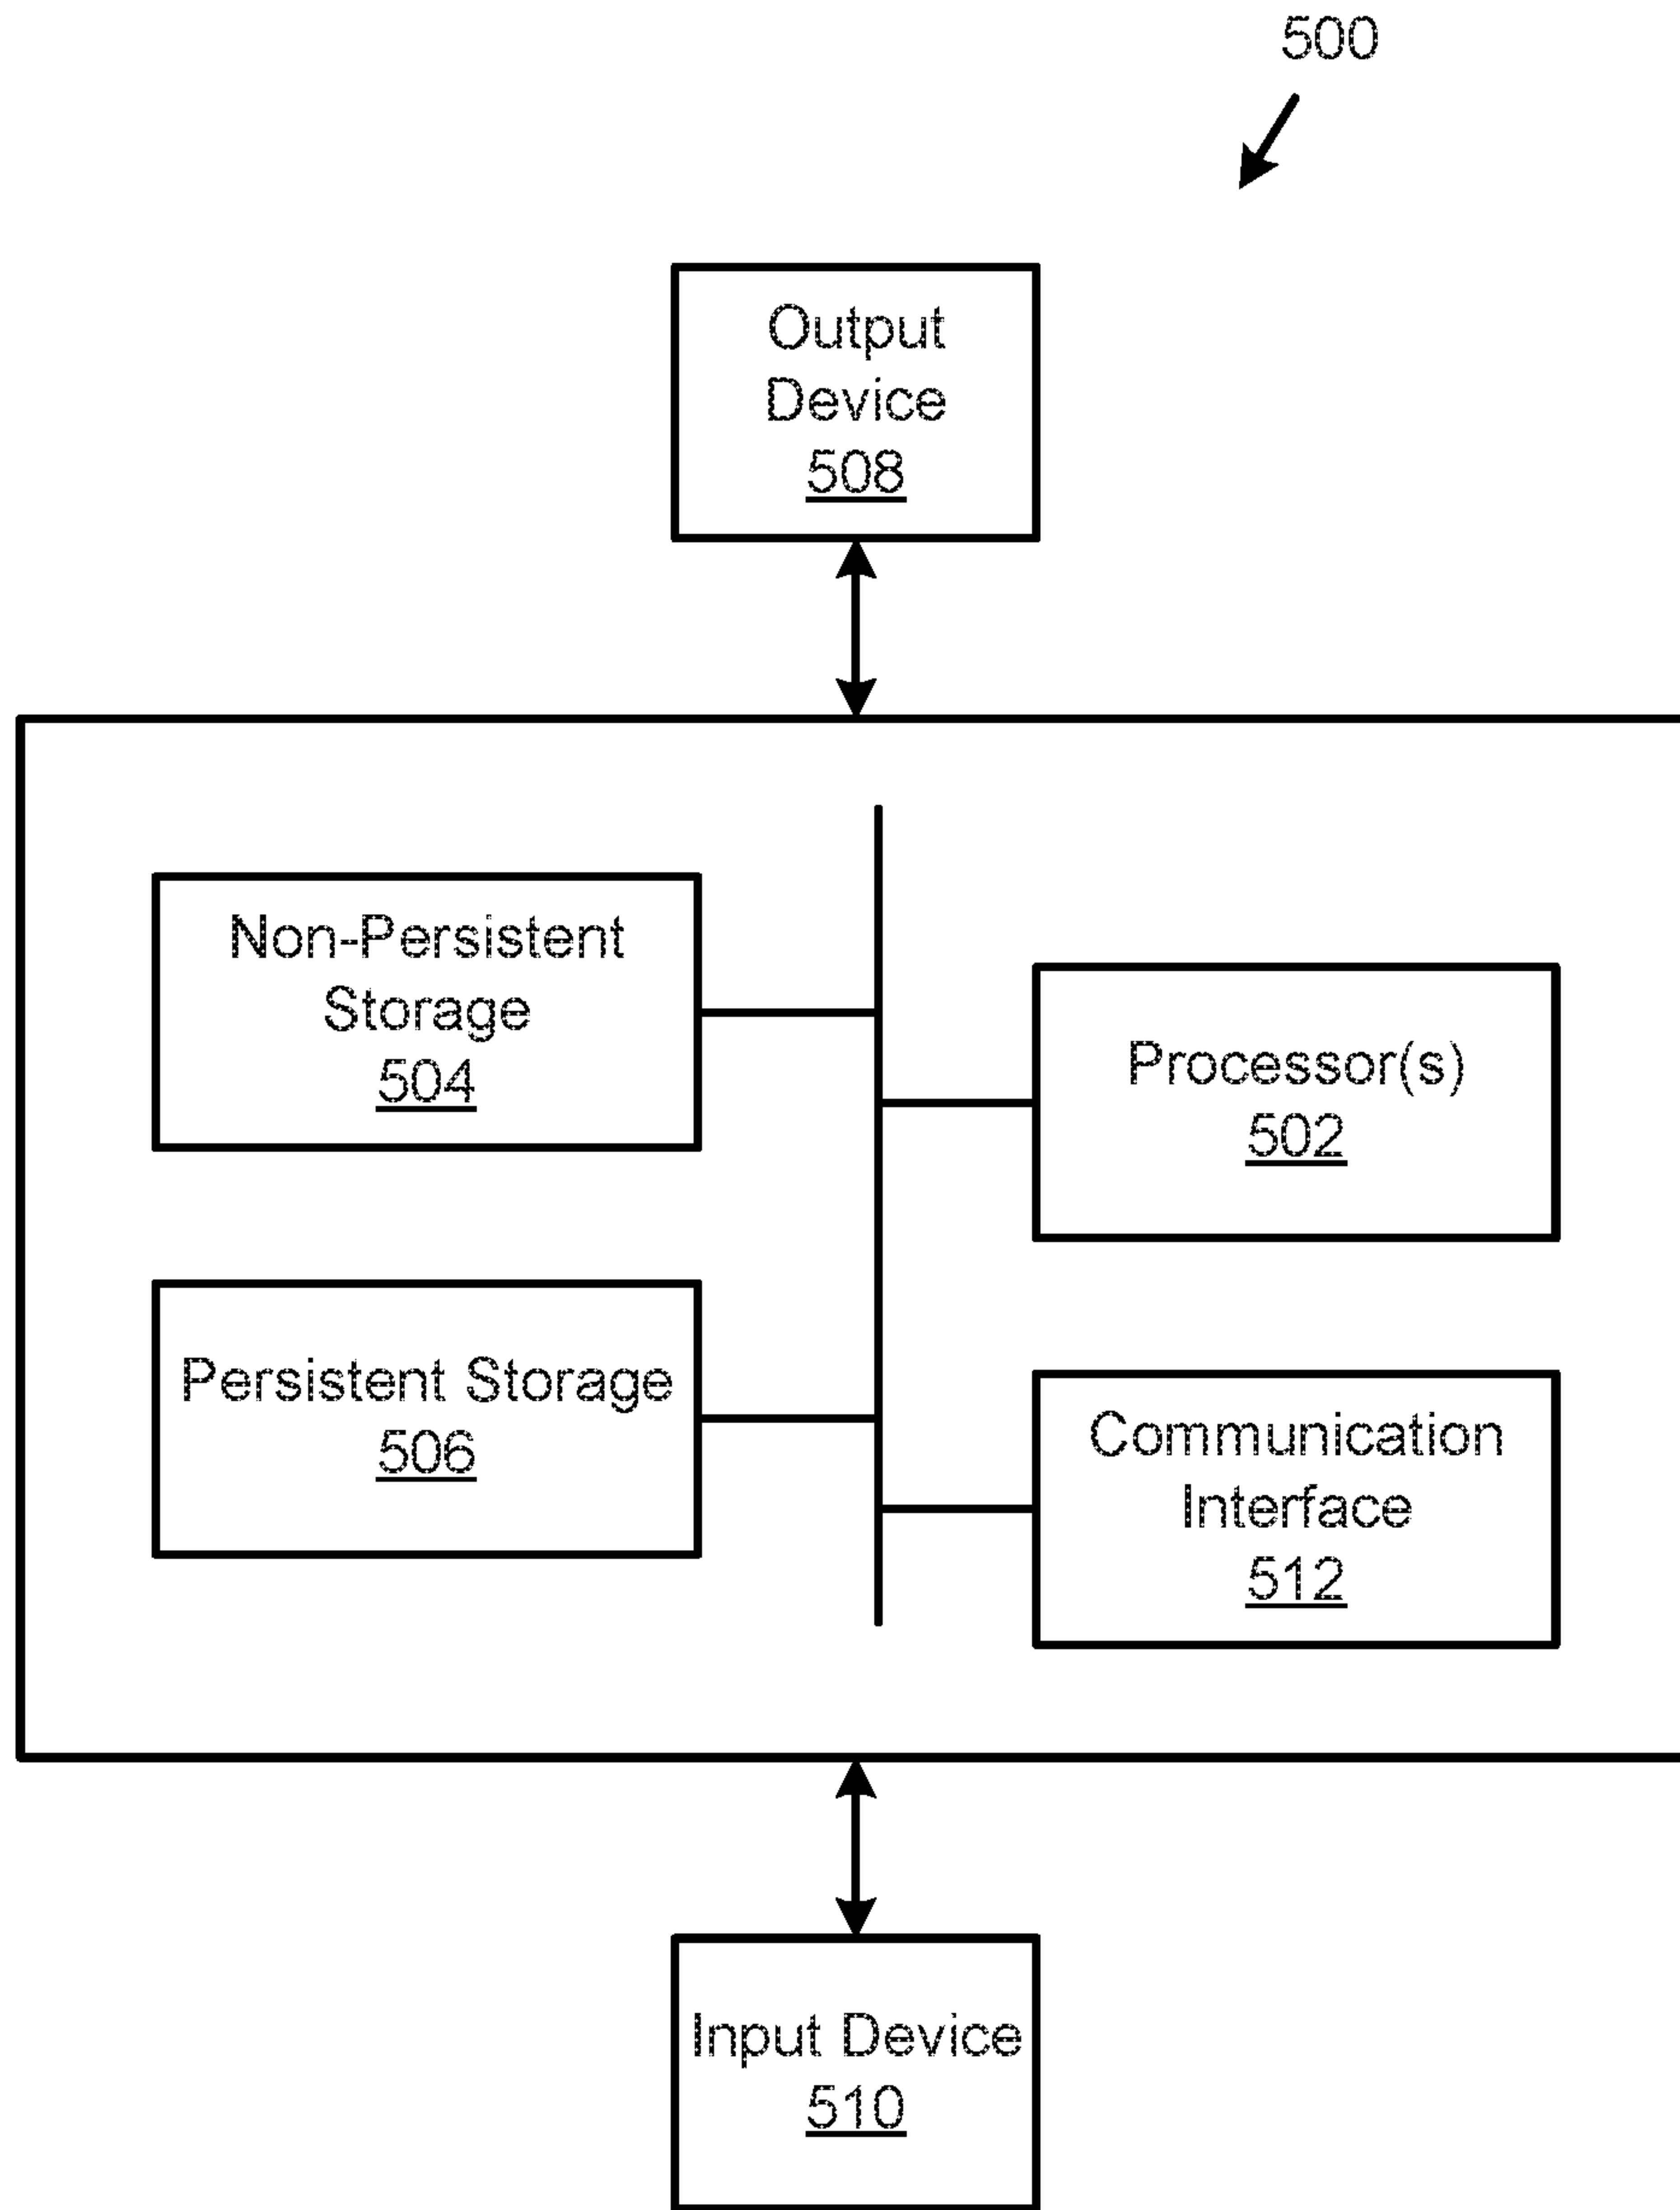 500
Output
Device
508
Non-Persistent
Storage
504
Processor(s)
502
Persistent Storage
506
Communication
Interface
512
Input Device
510